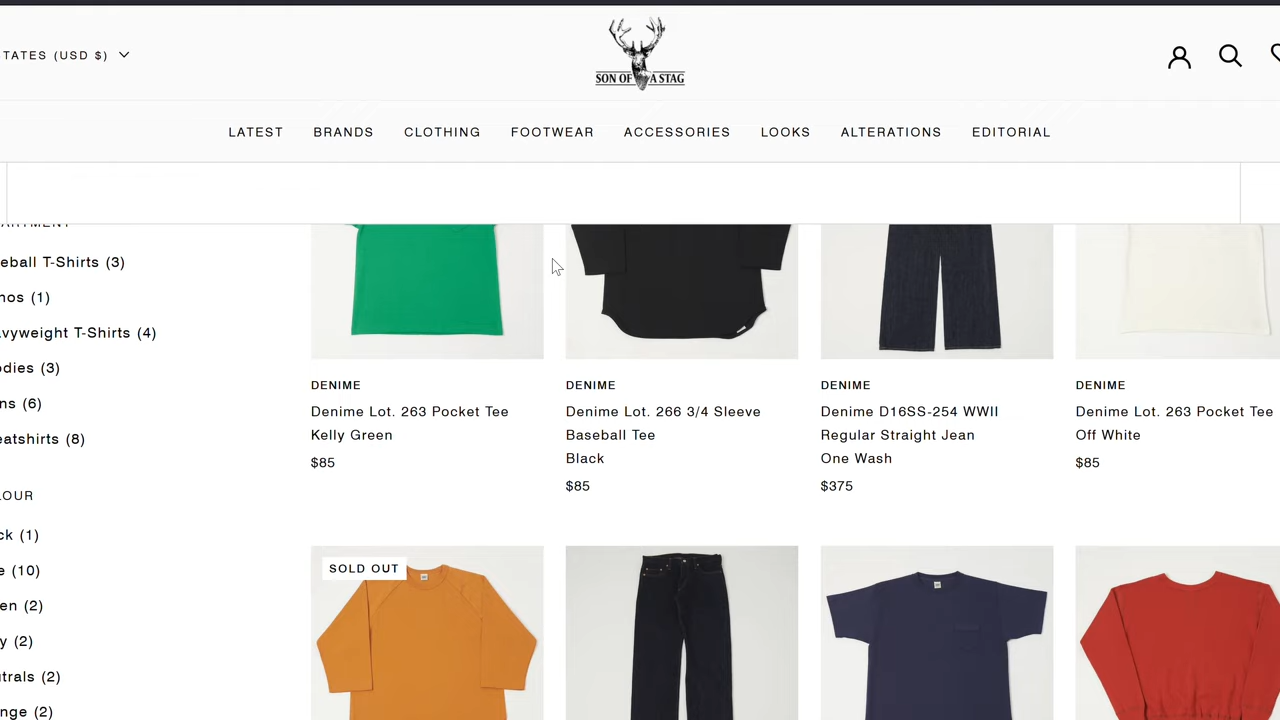 TATES (USD $)
SON OF A STAG
LATEST BRANDS CLOTHING FOOTWEAR ACCESSORIES LOOKS ALTERATIONS EDITORIAL
eball T-Shirts (3)
nos (1)
avyweight T-Shirts (4)
odies (3)
ns (6)
eatshirts (8)
LOUR
ck (1)
e (10)
en (2)
y (2)
trals (2)
nge (2)
DENIME
Denime Lot. 263 Pocket Tee
Kelly Green
$85
DENIME
Denime Lot. 266 3/4 Sleeve
Baseball Tee
Black
$85
DENIME
Denime D16SS-254 WWII
Regular Straight Jean
One Wash
$375
DENIME
Denime Lot. 263 Pocket Tee
Off White
$85
SOLD OUT